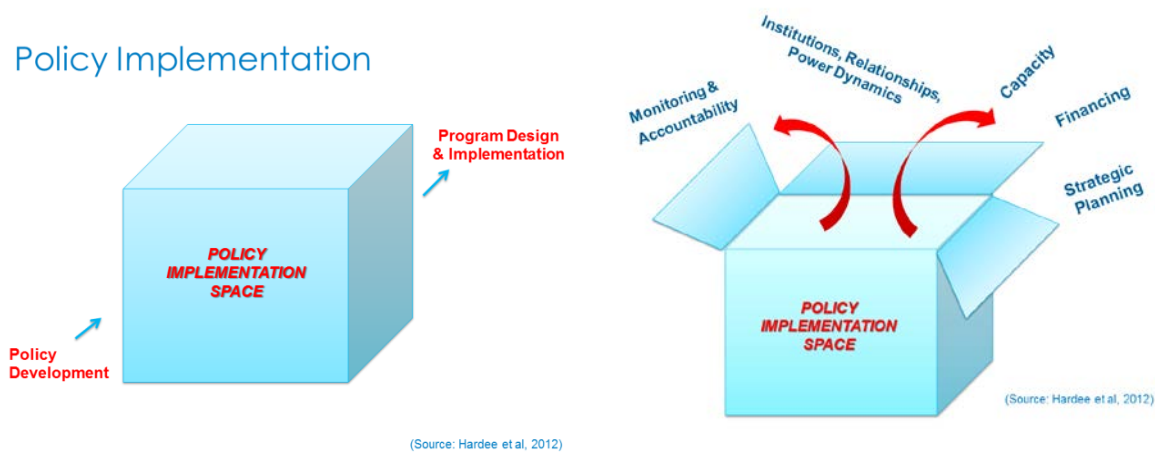 Policy Implementation
Program Design
& Implementation
POLICY
IMPLEMENTATION
SPACE
Policy
Development
(Source: Hardee et al, 2012)
Institutions, Relationships,
Power Dynamics
Capacity
Monitoring &
Accountability
Financing
Strategic
Planning
POLICY
IMPLEMENTATION
SPACE
(Source: Hardee et al, 2012)